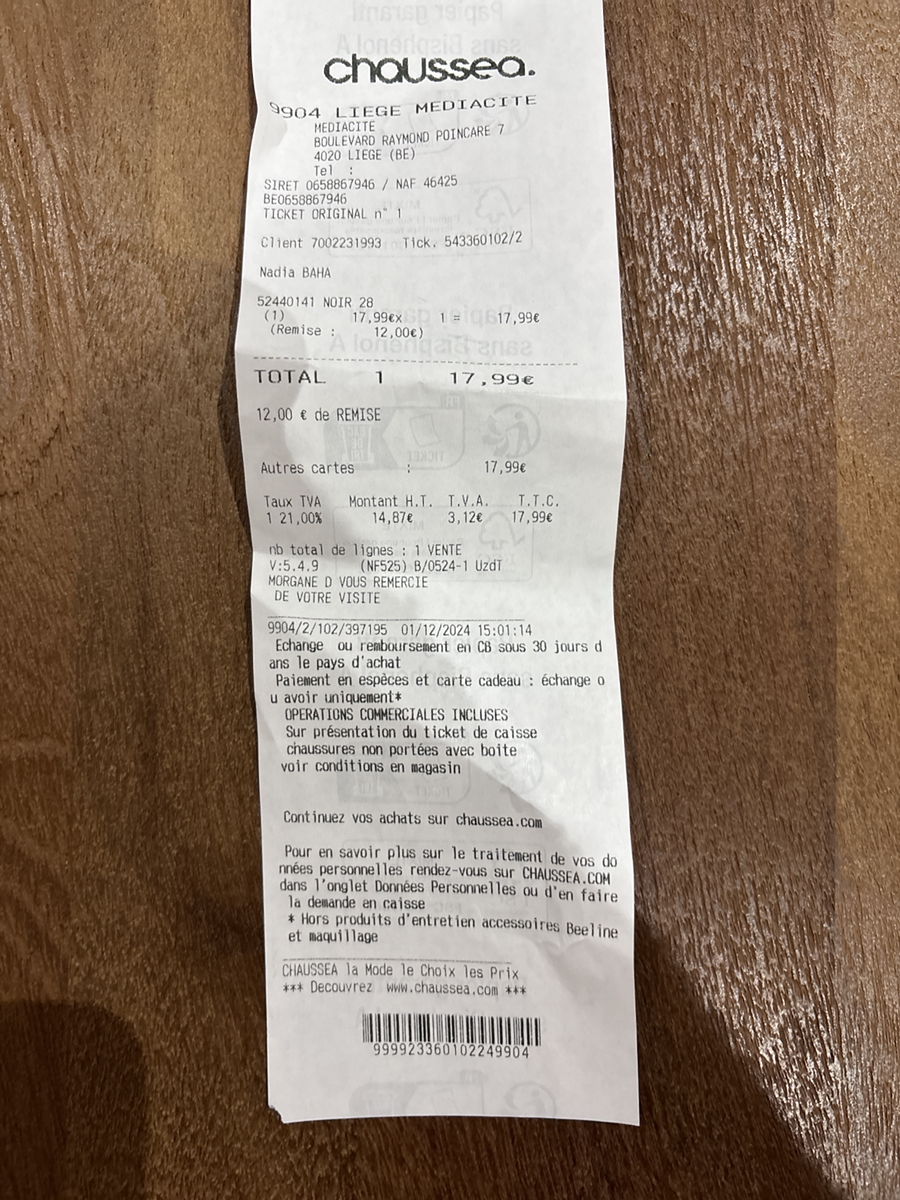 chaussea.
9904 LIEGE MEDIACITE
MEDIACITE
BOULEVARD RAYMOND POINCARE 7
4020 LIEGE (BE)
Tel :
SIRET 0658867946 / NAF 46425
BE0658867946
TICKET ORIGINAL n° 1
Client 7002231993 Tick. 543360102/2
Nadia BAHA
52440141 NOIR 28
(1) 17,99€x 1 = 17,99€
(Remise : 12,00€)
TOTAL 1 17,99€
12,00 € de REMISE
Autres cartes : 17,99€
Taux TVA Montant H.T. T.V.A. T.T.C.
1 21,00% 14,87€ 3,12€ 17,99€
nb total de lignes : 1 VENTE
V:5.4.9 (NF525) B/0524-1 UzdT
MORGANE D VOUS REMERCIE
DE VOTRE VISITE
9904/2/102/397195 01/12/2024 15:01:14
Echange ou remboursement en CB sous 30 jours d
ans le pays d'achat
Paiement en espèces et carte cadeau : échange o
u avoir uniquement*
OPERATIONS COMMERCIALES INCLUSES
Sur présentation du ticket de caisse
chaussures non portées avec boite
voir conditions en magasin
Continuez vos achats sur chaussea.com
Pour en savoir plus sur le traitement de vos do
nnées personnelles rendez-vous sur CHAUSSEA.COM
dans l'onglet Données Personnelles ou d'en faire
la demande en caisse
* Hors produits d'entretien accessoires Beeline
et maquillage
CHAUSSEA la Mode le Choix les Prix
*** Decouvrez www.chaussea.com ***
999923360102249904